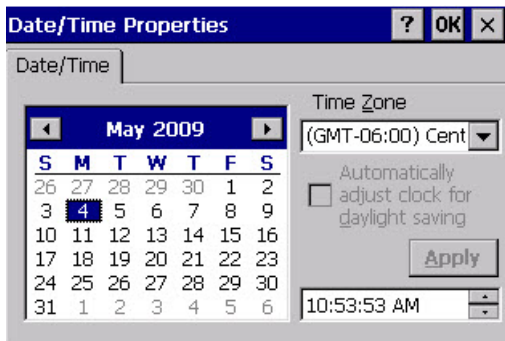 Date/Time Properties ? OK ×
Date/Time
May 2009
S M T W T F S
26 27 28 29 30 1 2
3 4 5 6 7 8 9
10 11 12 13 14 15 16
17 18 19 20 21 22 23
24 25 26 27 28 29 30
31 1 2 3 4 5 6
Time Zone
(GMT-06:00) Cent
Automatically
adjust clock for
daylight saving
Apply
10:53:53 AM